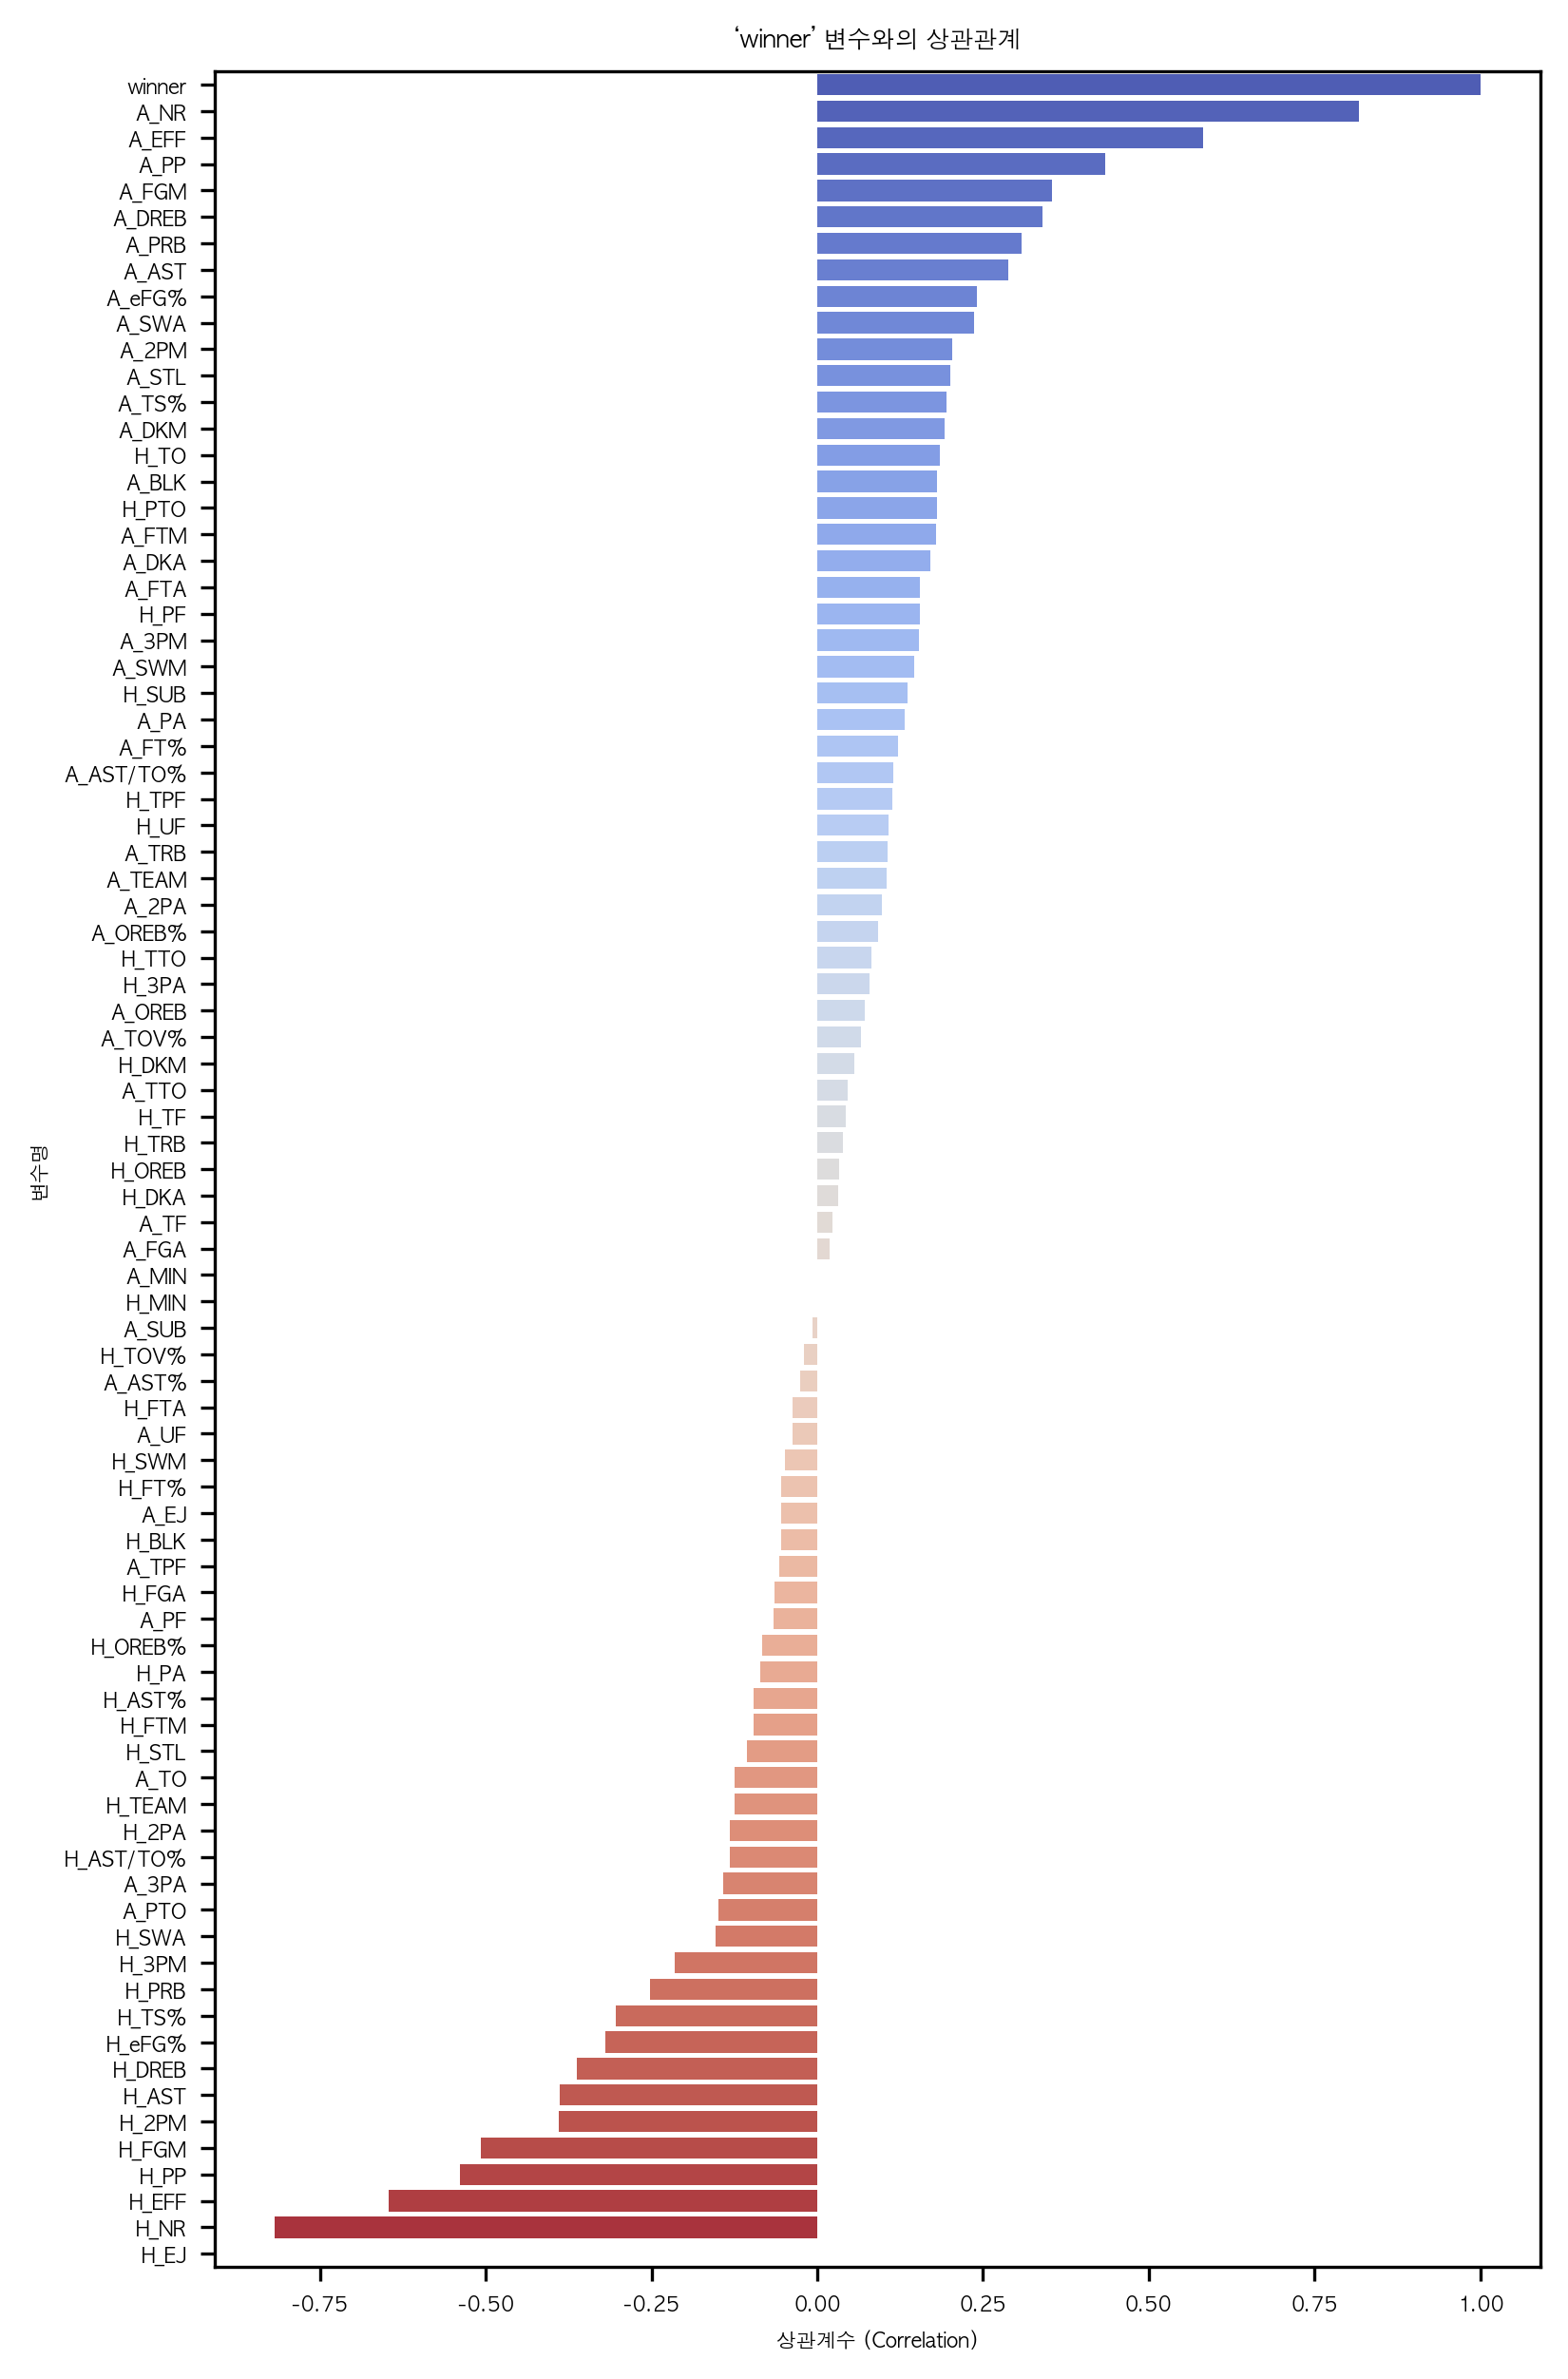 ‘winner’ 변수와의 상관관계
winner
A_NR
A_EFF
A_PP
A_FGM
A_DREB
A_PRB
A_AST
A_eFG%
A_SWA
A_2PM
A_STL
A_TS%
A_DKM
H_TO
A_BLK
H_PTO
A_FTM
A_DKA
A_FTA
H_PF
A_3PM
A_SWM
H_SUB
A_PA
A_FT%
A_AST/TO%
H_TPF
H_UF
A_TRB
A_TEAM
A_2PA
A_OREB%
H_TTO
H_3PA
A_OREB
A_TOV%
H_DKM
A_TTO
H_TF
H_TRB
H_OREB
H_DKA
A_TF
A_FGA
A_MIN
H_MIN
A_SUB
H_TOV%
A_AST%
H_FTA
A_UF
H_SWM
H_FT%
A_EJ
H_BLK
A_TPF
H_FGA
A_PF
H_OREB%
H_PA
H_AST%
H_FTM
H_STL
A_TO
H_TEAM
H_2PA
H_AST/TO%
A_3PA
A_PTO
H_SWA
H_3PM
H_PRB
H_TS%
H_eFG%
H_DREB
H_AST
H_2PM
H_FGM
H_PP
H_EFF
H_NR
H_EJ
변수명
-0.75 -0.50 -0.25 0.00 0.25 0.50 0.75 1.00
상관계수 (Correlation)